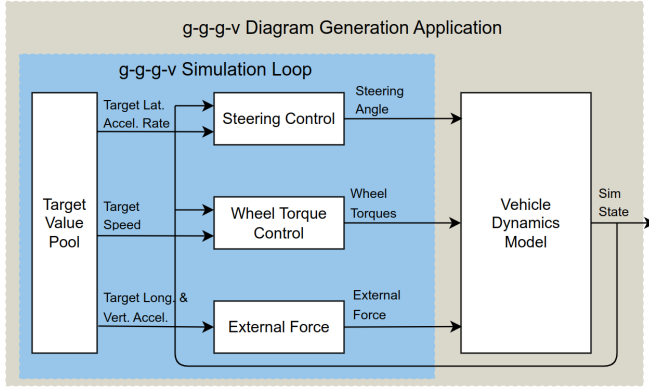 g-g-g-v Diagram Generation Application
g-g-g-v Simulation Loop
Target Lat.
Accel. Rate
Steering Control
Steering
Angle
Target
Value
Pool
Target
Speed
Wheel Torque
Control
Wheel
Torques
Vehicle
Dynamics
Model
Sim
State
Target Long. &
Vert. Accel.
External Force
External
Force